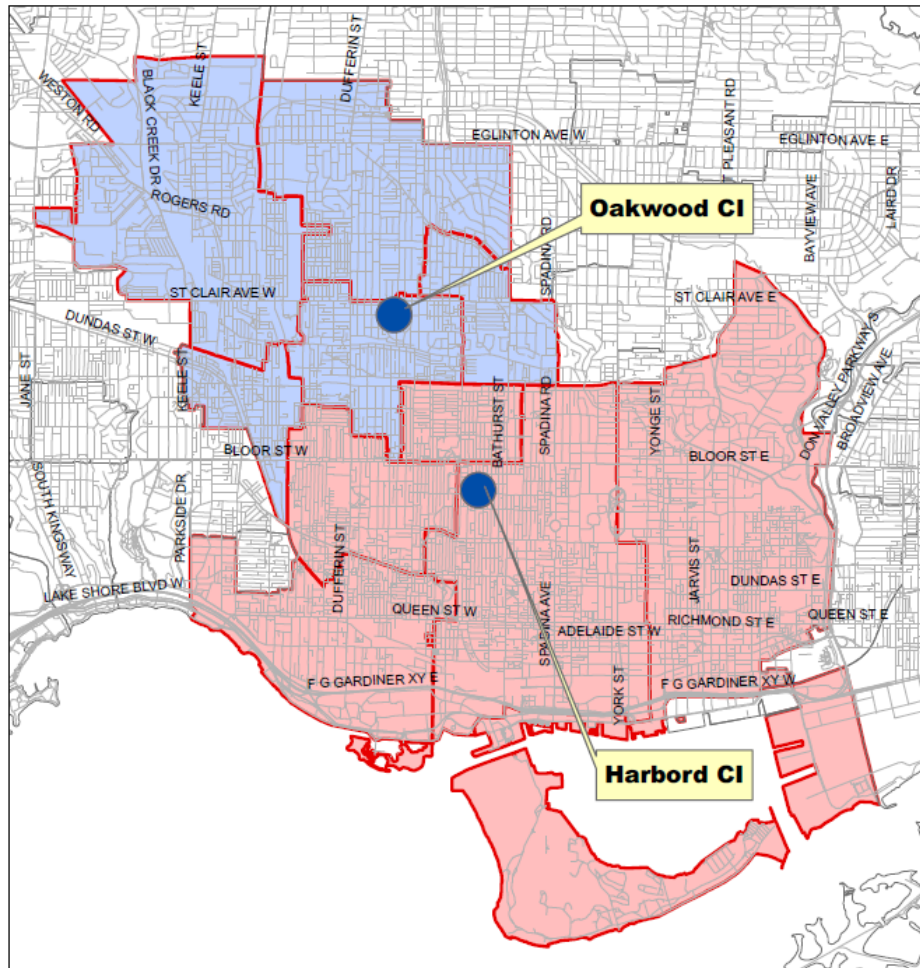 WESTON RD
BLACK CREEK DR
KEELE ST
DUFFERIN ST
EGLINTON AVE W
T PLEASANT RD
EGLINTON AVE E
BAYVIEW AVE
LAIRD DR
ROGERS RD
Oakwood CI
SPADINA RD
ST CLAIR AVE W
ST CLAIR AVE E
DUNDAS ST W
JANE ST
KEELE ST
DON VALLEY PARKWAY S
BROADVIEW AVE
BATHURST ST
SPADINA RD
YONGE ST
BLOOR ST W
BLOOR ST E
SOUTH KINGSWAY
PARKSIDE DR
DUFFERIN ST
JARVIS ST
DUNDAS ST E
LAKE SHORE BLVD W
QUEEN ST W
SPADINA AVE
ADELAIDE ST W
RICHMOND ST E
QUEEN ST E
F G GARDINER XY E
YORK ST
F G GARDINER XY W
Harbord CI